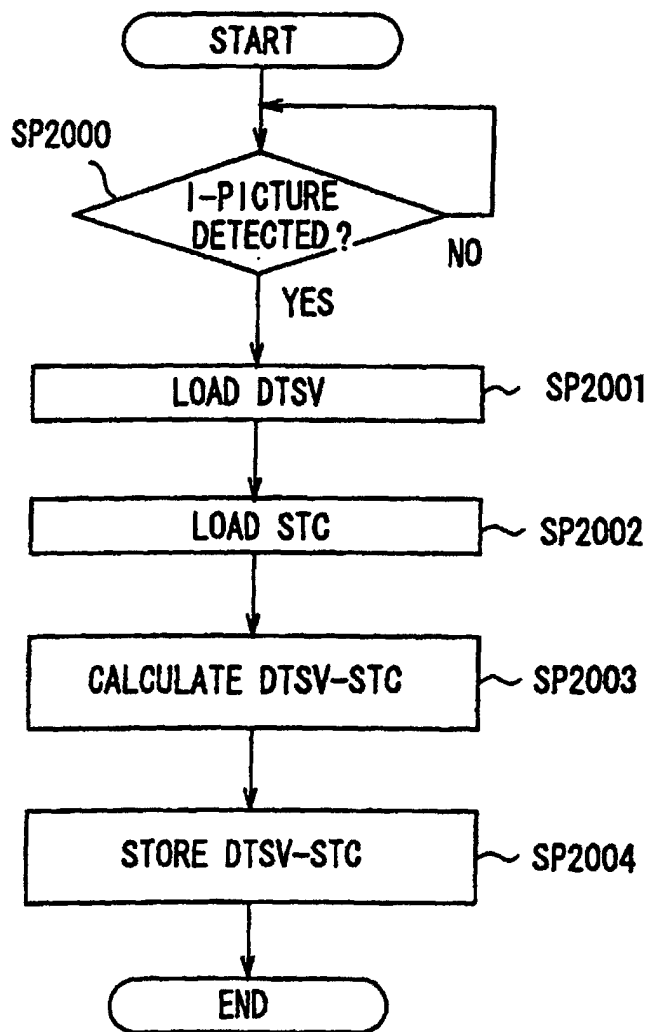 START
SP2000
I-PICTURE
DETECTED?
NO
YES
LOAD DTSV
SP2001
LOAD STC
SP2002
CALCULATE DTSV-STC
SP2003
STORE DTSV-STC
SP2004
END